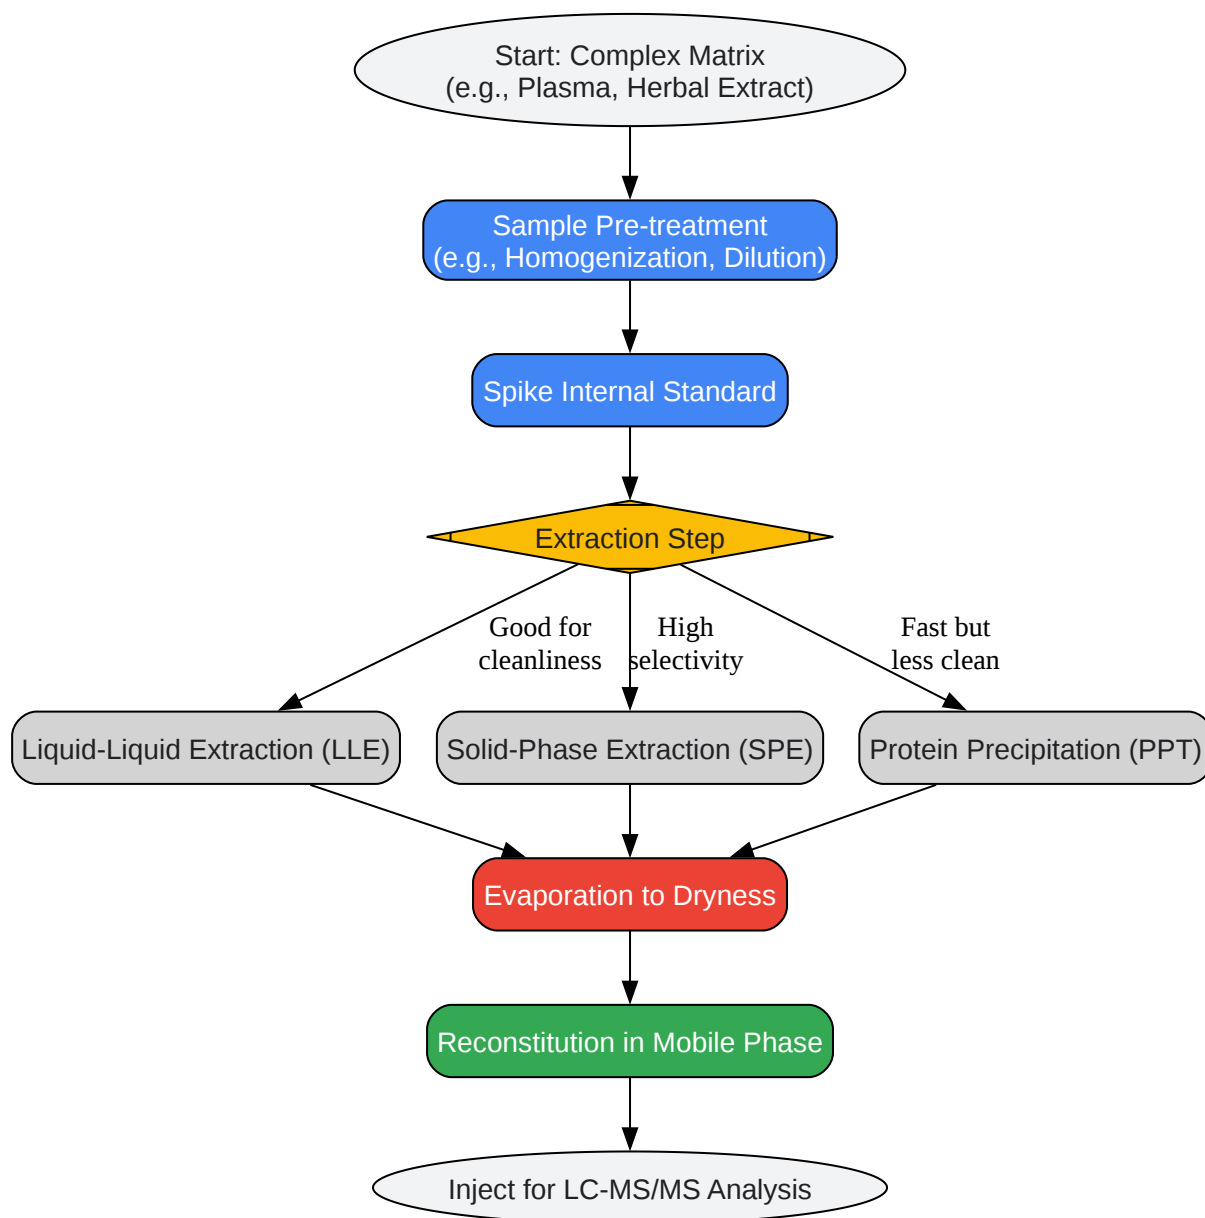 Start: Complex Matrix
(e.g., Plasma, Herbal Extract)
Sample Pre-treatment
(e.g., Homogenization, Dilution)
Spike Internal Standard
Extraction Step
Good for
cleanliness
High
selectivity
Fast but
less clean
Liquid-Liquid Extraction (LLE)
Solid-Phase Extraction (SPE)
Protein Precipitation (PPT)
Evaporation to Dryness
Reconstitution in Mobile Phase
Inject for LC-MS/MS Analysis